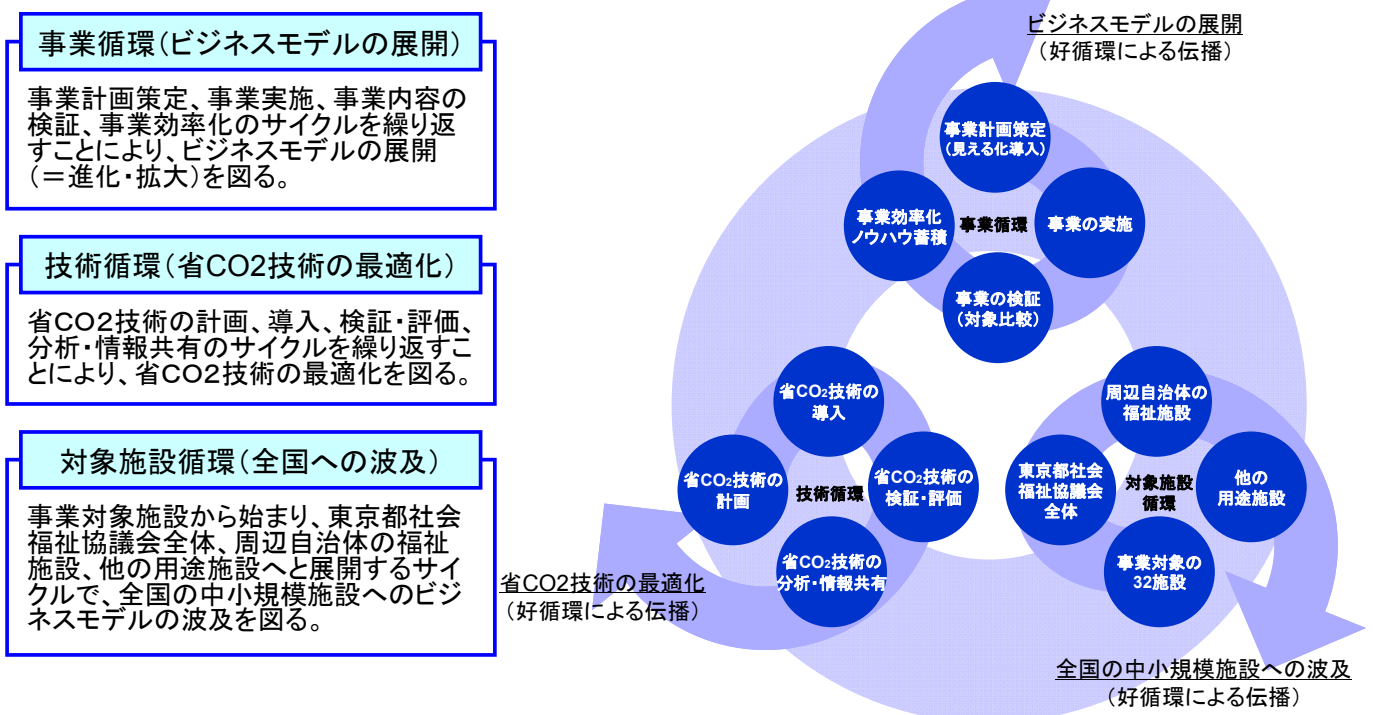 事業循環(ビジネスモデルの展開)
事業計画策定、事業実施、事業内容の
検証、事業効率化のサイクルを繰り返
すことにより、ビジネスモデルの展開
(=進化・拡大)を図る。
技術循環(省CO2技術の最適化)
省CO2技術の計画、導入、検証・評価、
分析・情報共有のサイクルを繰り返すこ
とにより、省CO2技術の最適化を図る。
対象施設循環(全国への波及)
事業対象施設から始まり、東京都社会
福祉協議会全体、周辺自治体の福祉
施設、他の用途施設へと展開するサイ
クルで、全国の中小規模施設へのビジ
ネスモデルの波及を図る。
ビジネスモデルの展開
(好循環による伝播)
事業計画策定
(見える化導入)
事業効率化
ノウハウ蓄積
事業循環
事業の実施
事業の検証
(対象比較)
省CO2技術の
導入
省CO2技術の
計画
技術循環
省CO2技術の
検証・評価
省CO2技術の
分析・情報共有
省CO2技術の最適化
(好循環による伝播)
周辺自治体の
福祉施設
東京都社会
福祉協議会
全体
対象施設
循環
他の
用途施設
事業対象の
32施設
全国の中小規模施設への波及
(好循環による伝播)